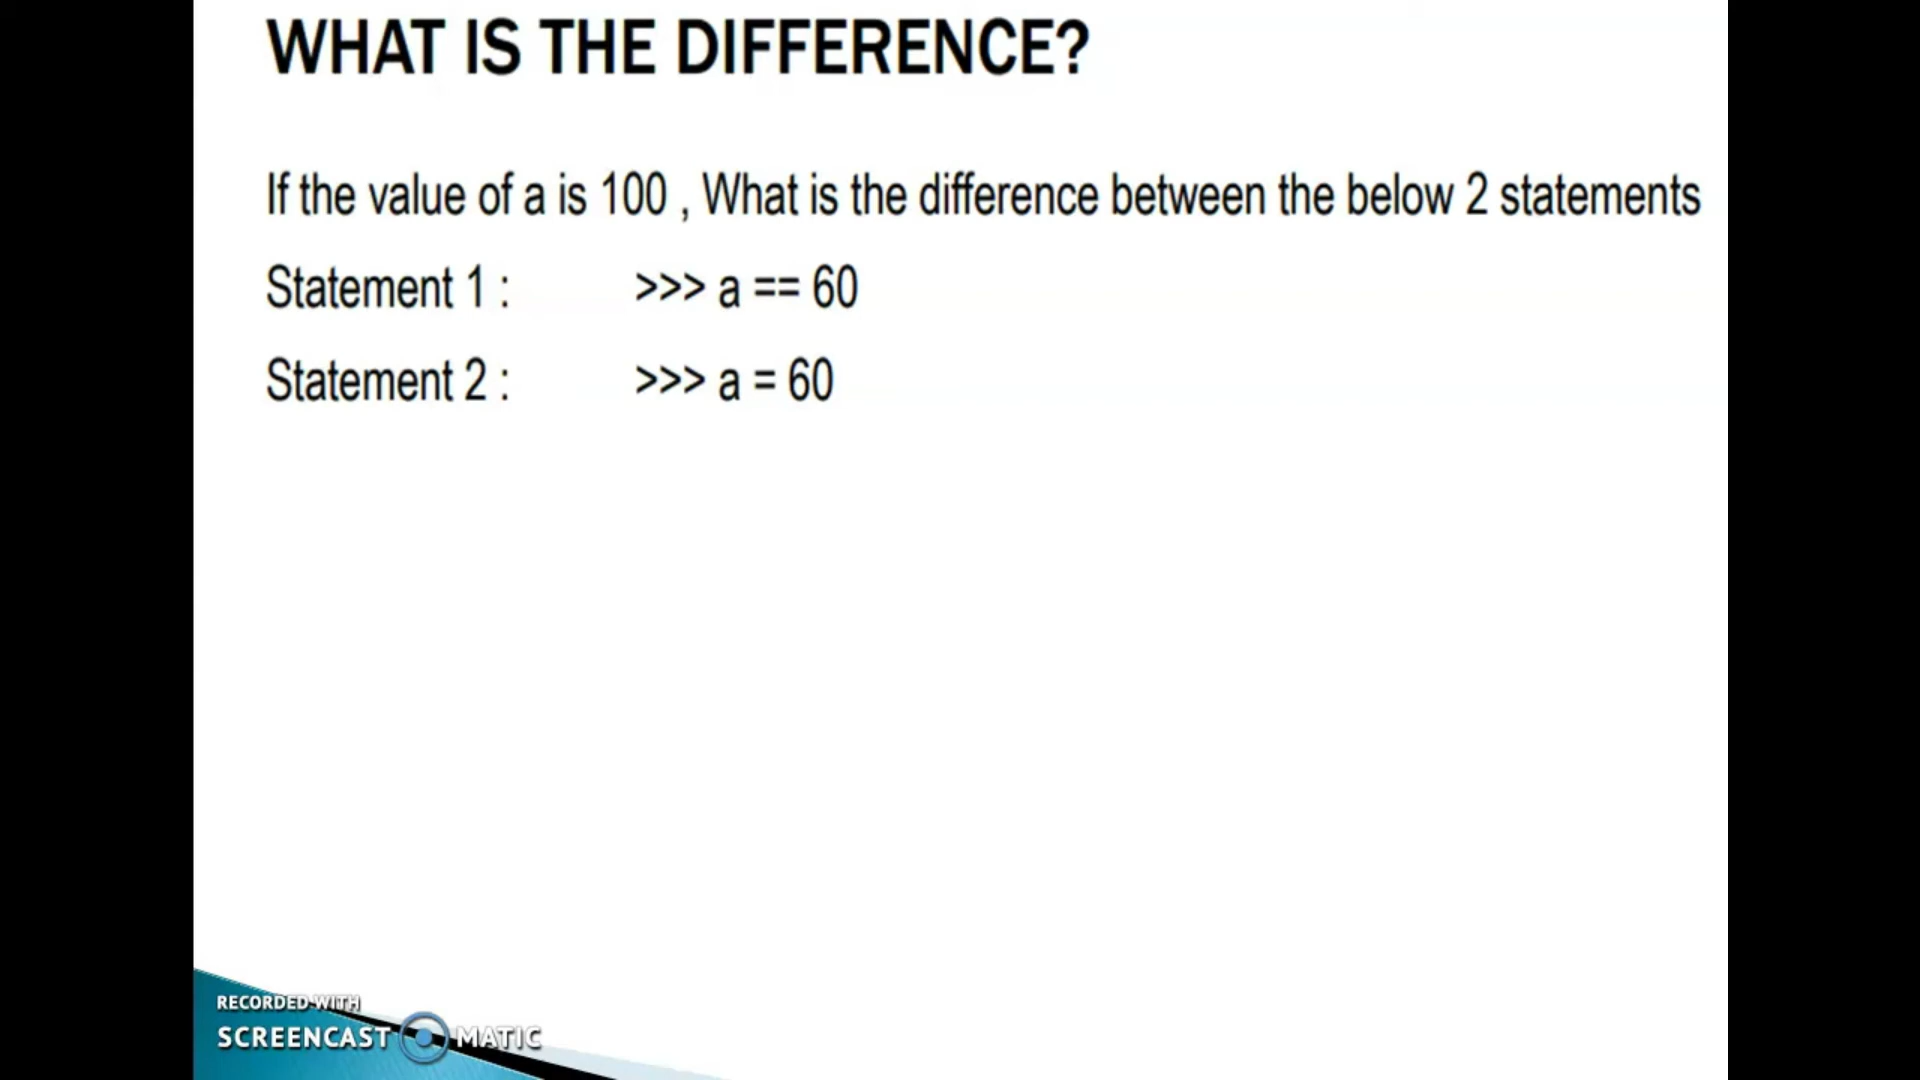 WHAT IS THE DIFFERENCE?
If the value of a is 100 , What is the difference between the below 2 statements
Statement 1 : >>> a == 60
Statement 2 : >>> a = 60
RECORDED WITH
SCREENCAST MATIC